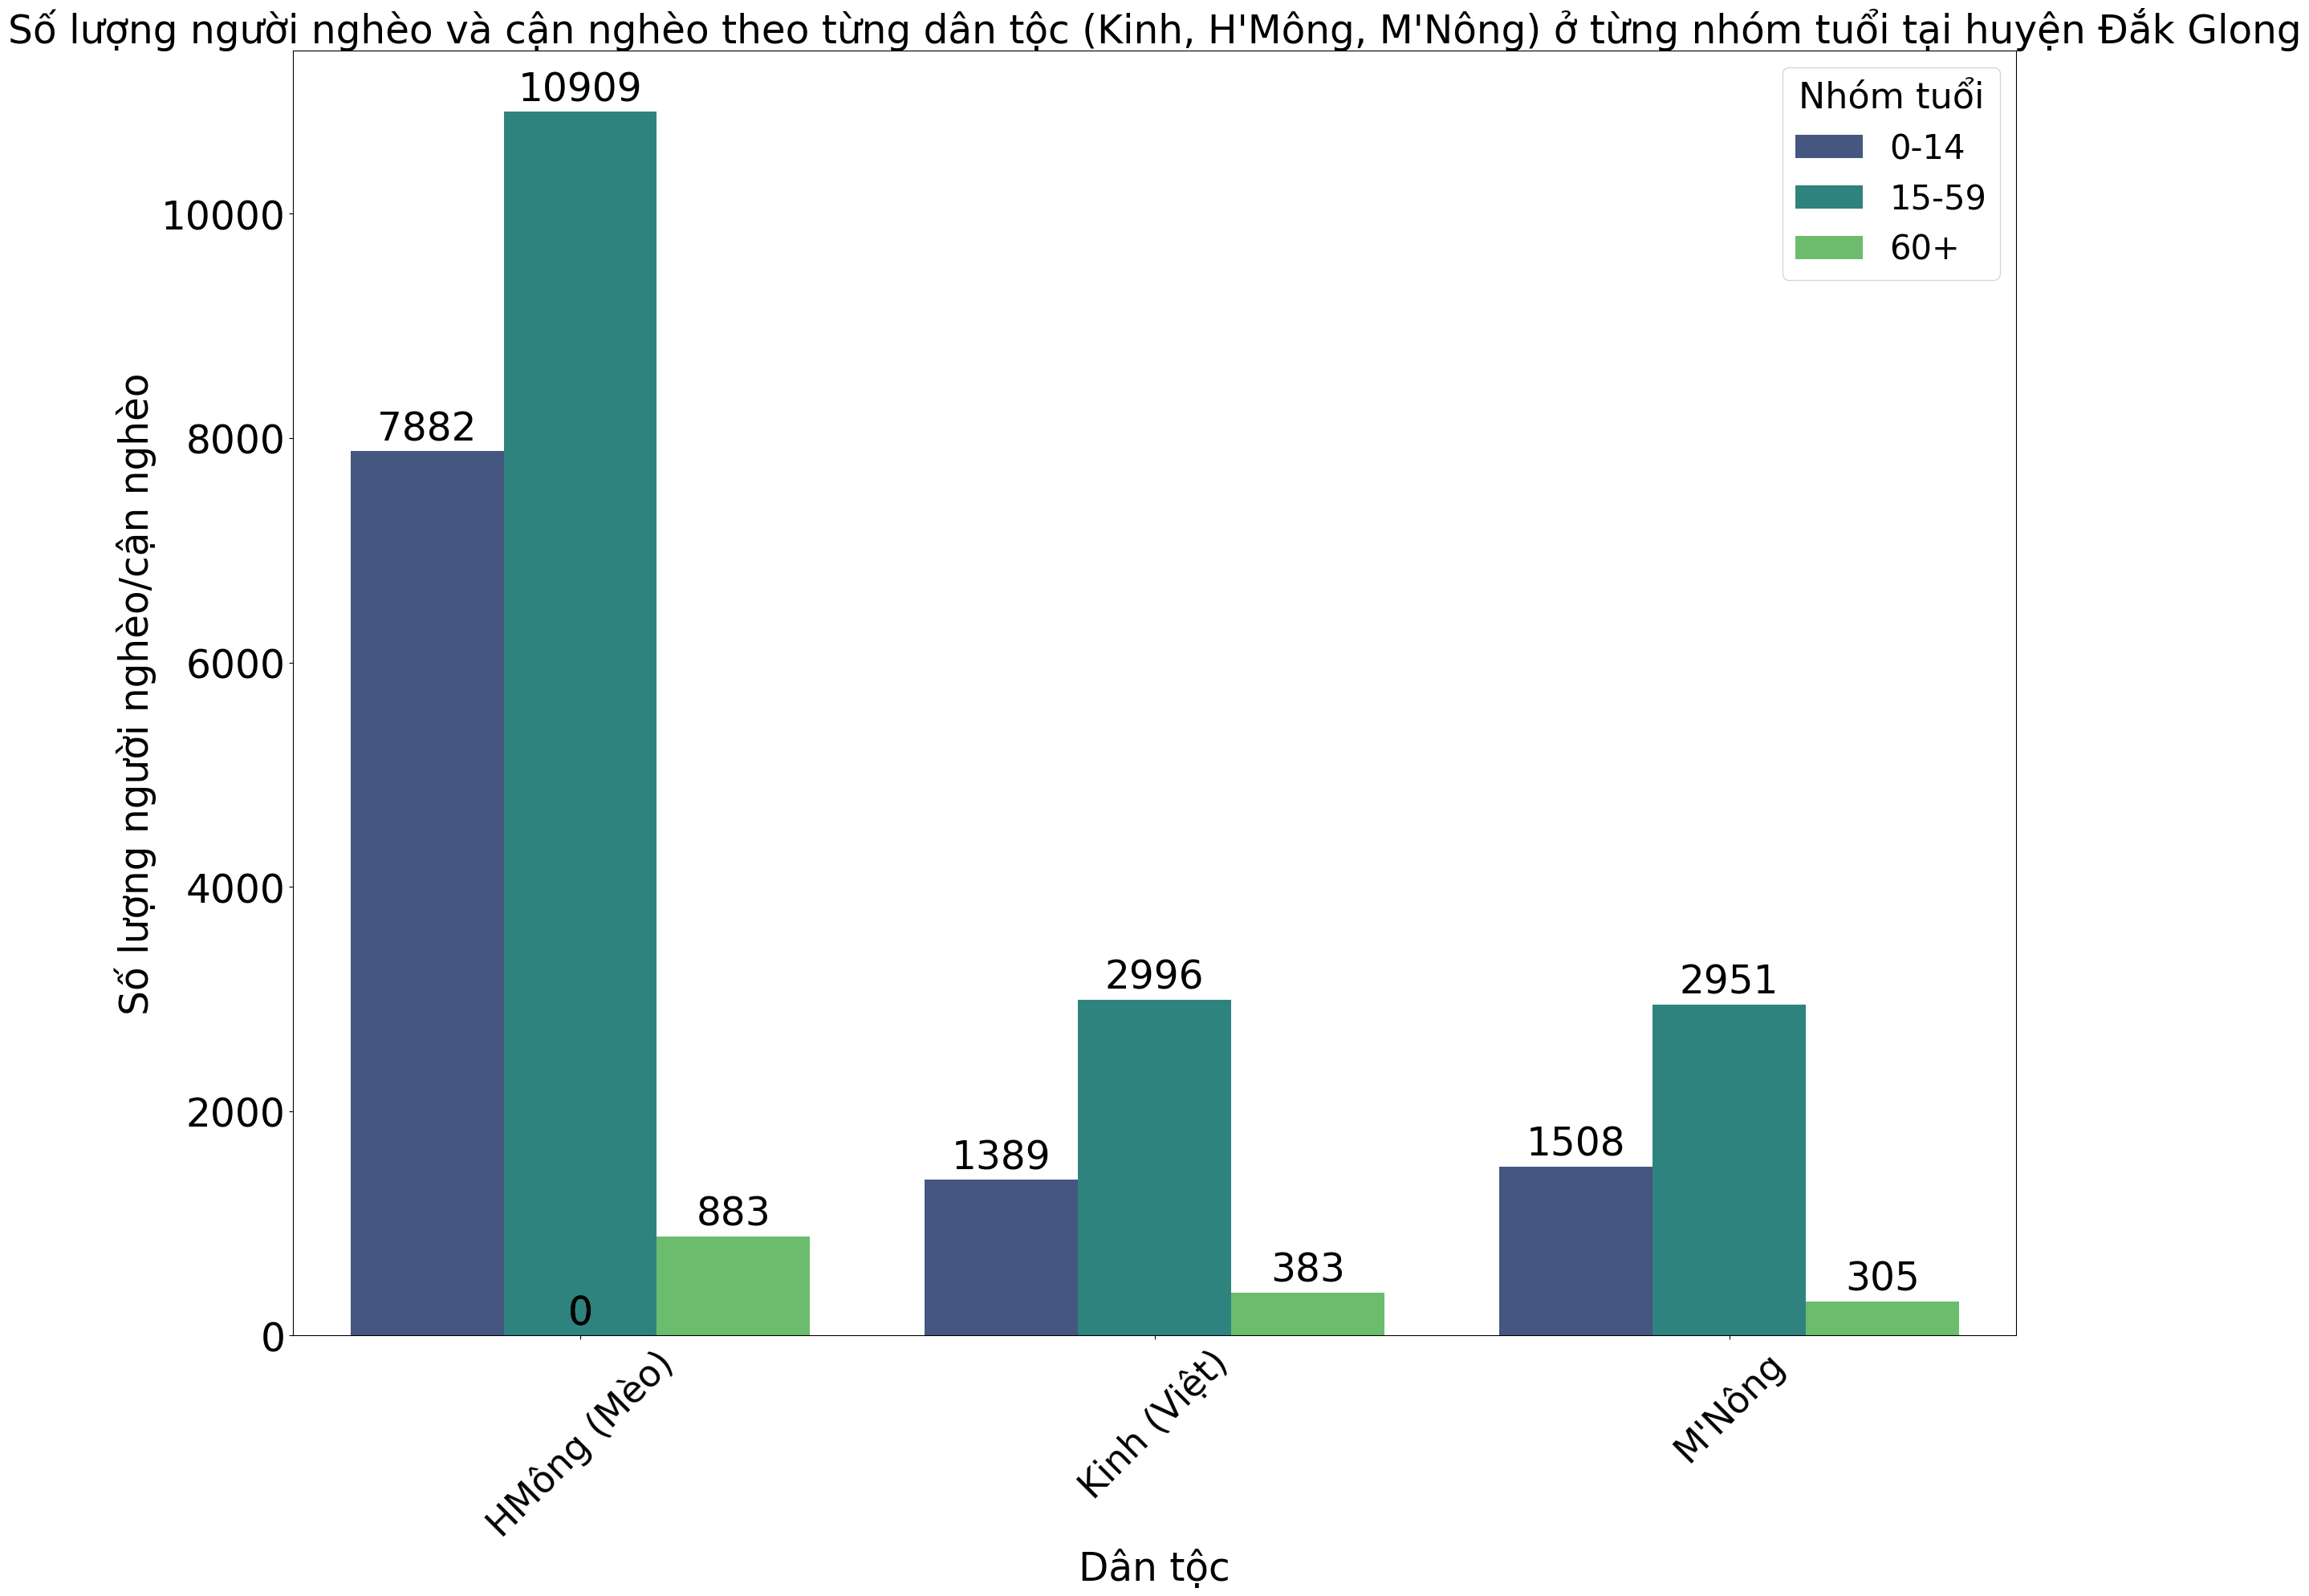 Số lượng người nghèo và cận nghèo theo từng dân tộc (Kinh, H'Mông, M'Nông) ở từng nhóm tuổi tại huyện Đắk Glong
Nhóm tuổi
0-14
15-59
60+
Số lượng người nghèo/cận nghèo
10000
8000
6000
4000
2000
0
7882
10909
0
883
1389
2996
383
1508
2951
305
HMông (Mèo)
Kinh (Việt)
M'Nông
Dân tộc